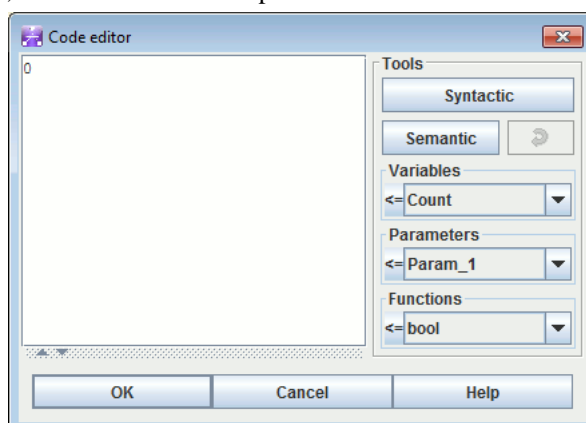 Code editor
0
Tools
Syntactic
Semantic
Variables
<= Count
Parameters
<= Param_1
Functions
<= bool
OK Cancel Help